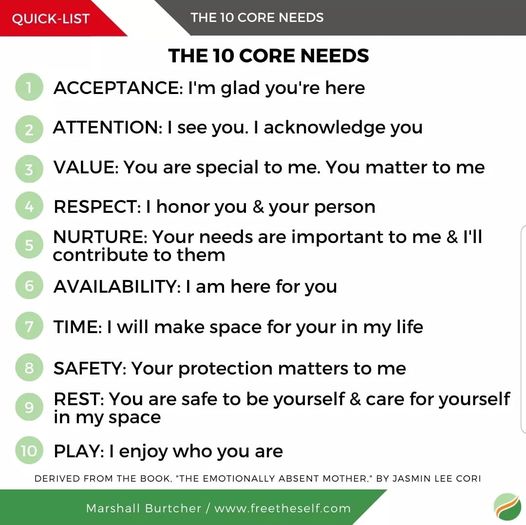 QUICK-LIST
THE 10 CORE NEEDS
THE 10 CORE NEEDS
1 ACCEPTANCE: I'm glad you're here
2 ATTENTION: I see you. I acknowledge you
3 VALUE: You are special to me. You matter to me
4 RESPECT: I honor you & your person
5 NURTURE: Your needs are important to me & I'll
contribute to them
6 AVAILABILITY: I am here for you
7 TIME: I will make space for your in my life
8 SAFETY: Your protection matters to me
9 REST: You are safe to be yourself & care for yourself
in my space
10 PLAY: I enjoy who you are
DERIVED FROM THE BOOK, "THE EMOTIONALLY ABSENT MOTHER," BY JASMIN LEE CORI
Marshall Burtcher / www.freetheself.com